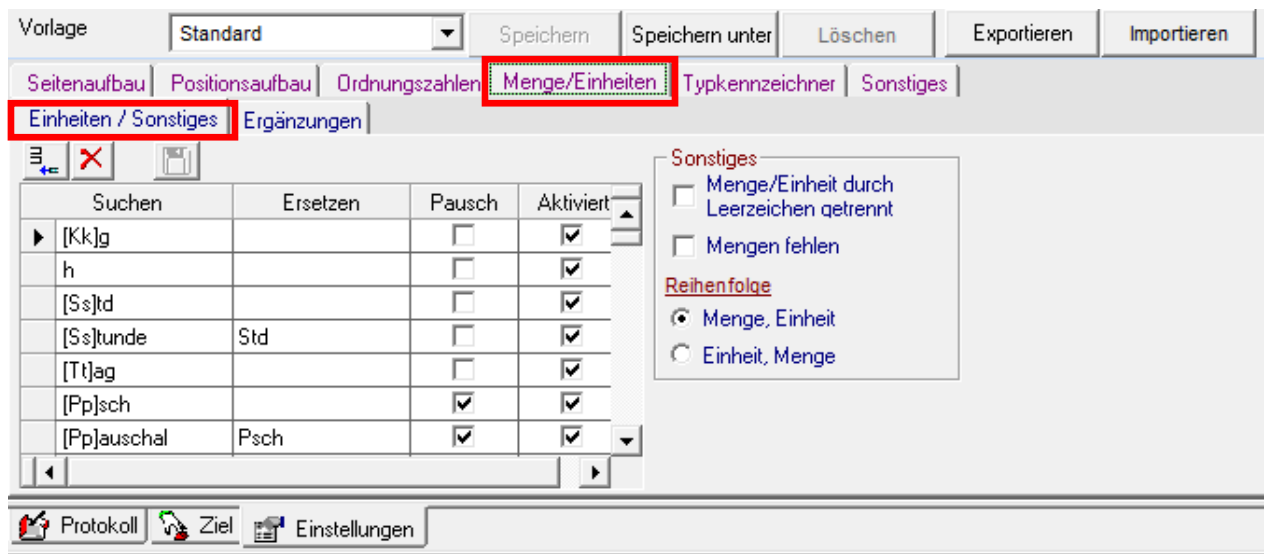 Vorlage Standard Speichern Speichern unter Löschen Exportieren Importieren
Seitenaufbau Positionsaufbau Ordnungszahlen Menge/Einheiten Typkennzeichner Sonstiges
Einheiten / Sonstiges Ergänzungen
Suchen Ersetzen Pausch Aktiviert
[Kk]g
h
[Ss]td
[Ss]tunde Std
[Tt]ag
[Pp]sch
[Pp]auschal Psch
Sonstiges
Menge/Einheit durch
Leerzeichen getrennt
Mengen fehlen
Reihenfolge
Menge, Einheit
Einheit, Menge
Protokoll Ziel Einstellungen